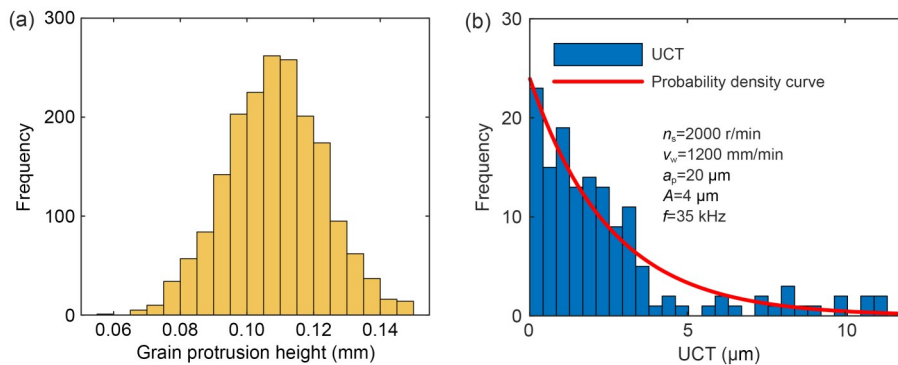 (a)
300
200
100
0
Frequency
0.06 0.08 0.10 0.12 0.14
Grain protrusion height (mm)
(b)
30
20
10
0
Frequency
UCT
Probability density curve
nₛ=2000 r/min
v_w=1200 mm/min
aₚ=20 μm
A=4 μm
f=35 kHz
0 5 10
UCT (μm)